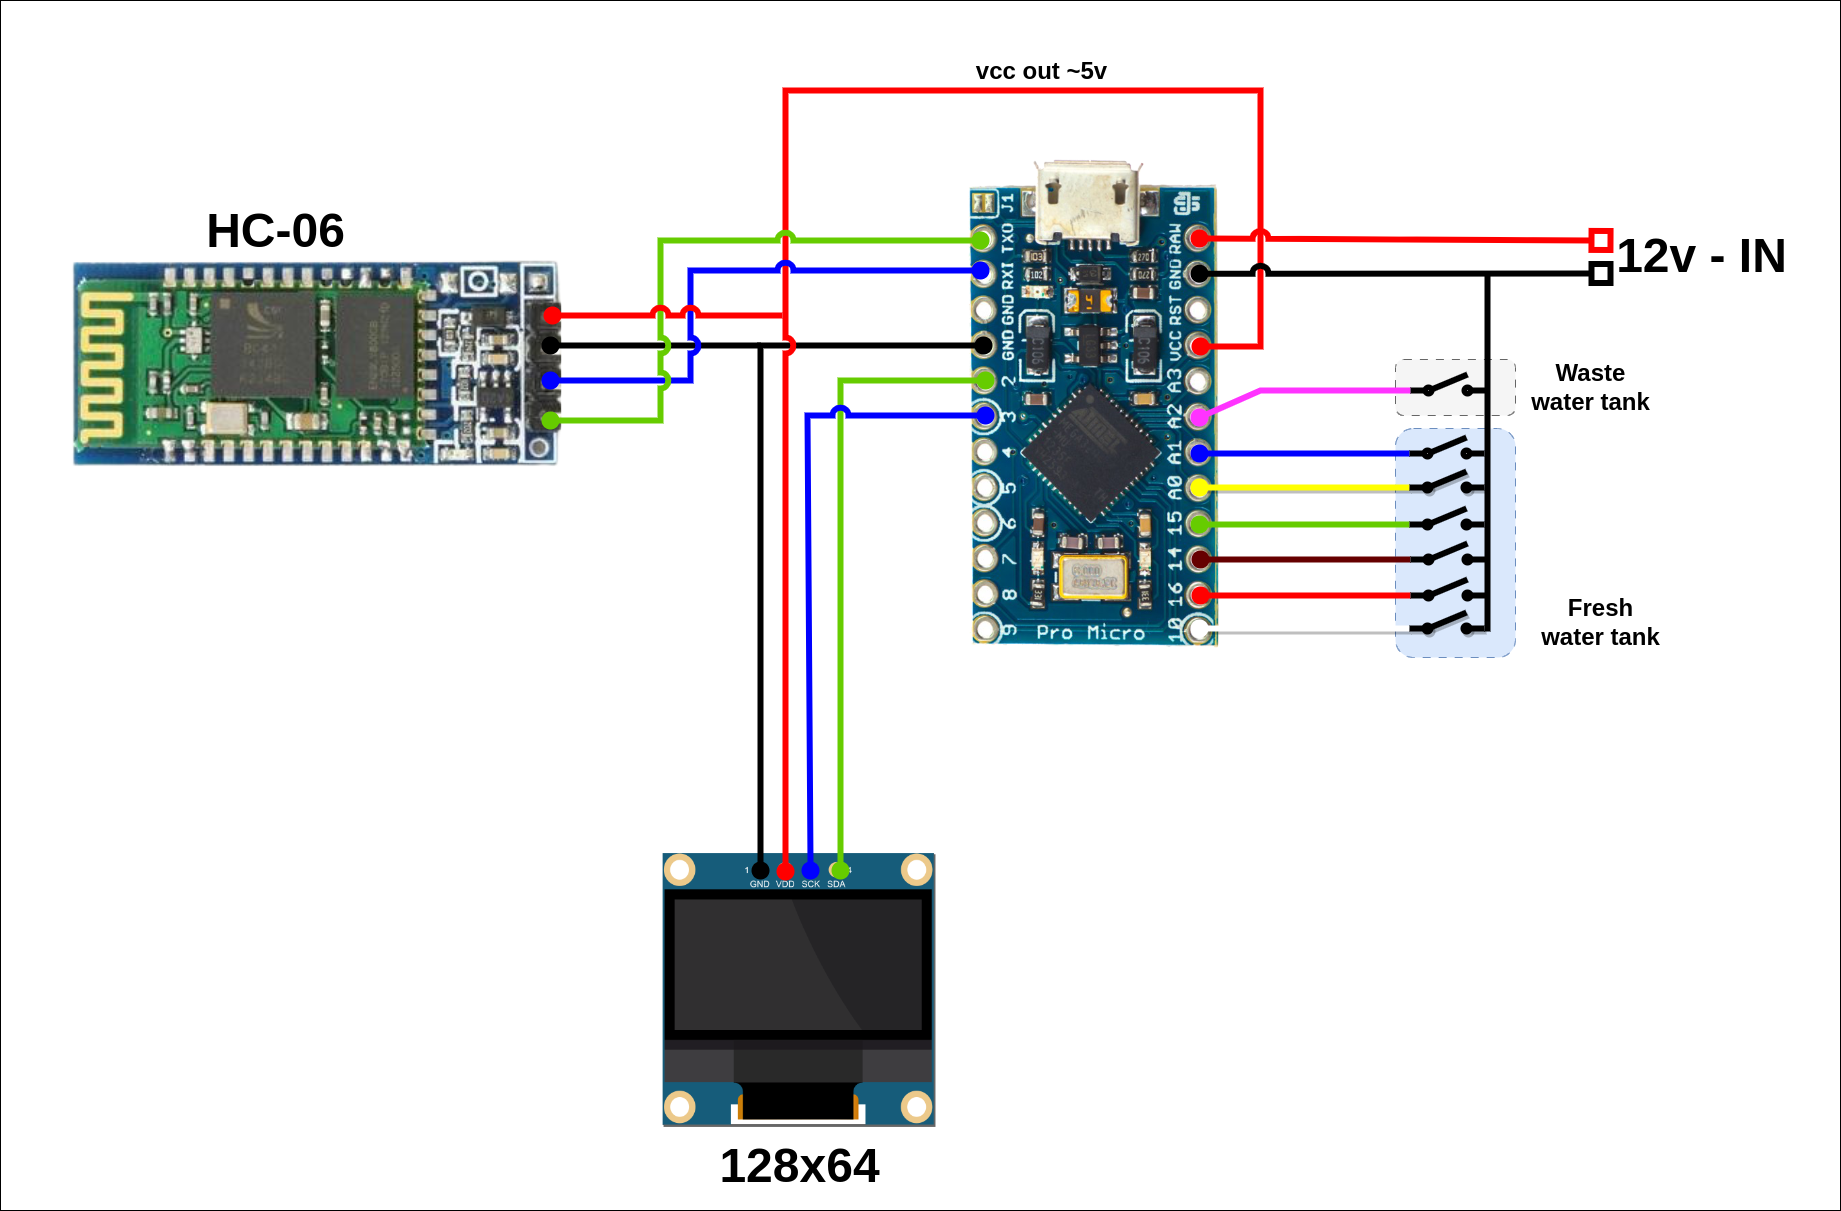 vcc out ~5v
HC-06
12v - IN
J1
TXO
RXI
GND
GND
2
3
4
5
6
7
8
9
RAW
GND
RST
VCC
A3
A2
A1
A0
15
14
16
10
Pro Micro
Waste
water tank
Fresh
water tank
1
GND VDD SCK SDA
128x64